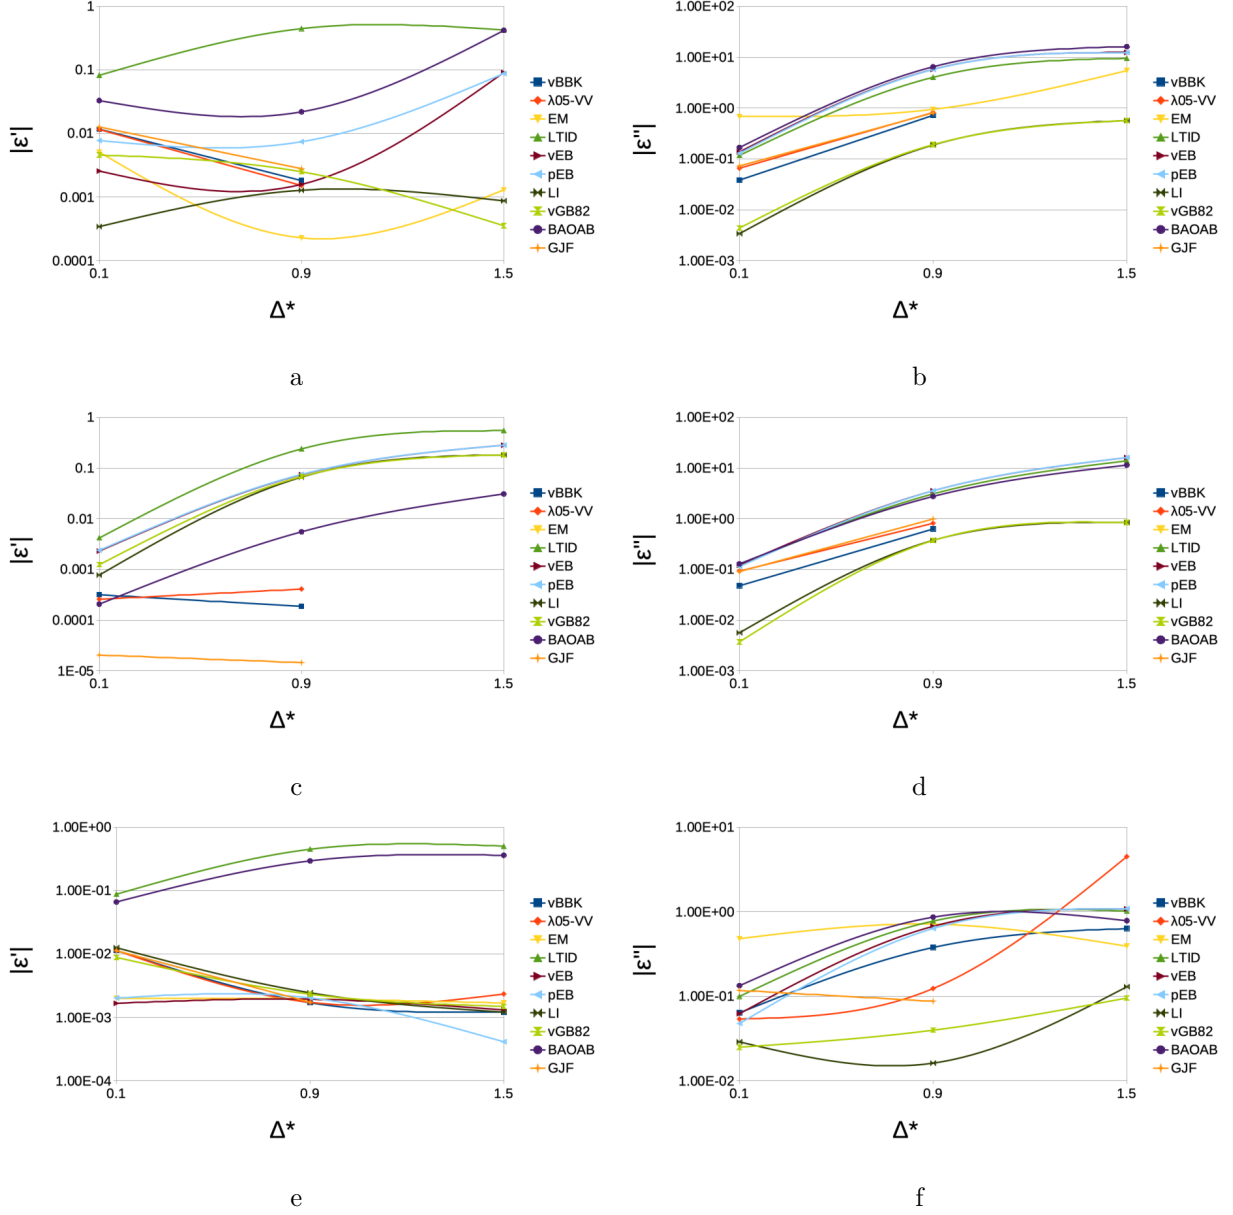 1
0.1
0.01
0.001
0.0001
0.1
0.9
1.5
|ε'|
Δ*
vBBK
λ05-VV
EM
LTID
vEB
pEB
LI
vGB82
BAOAB
GJF
a
1.00E+02
1.00E+01
1.00E+00
1.00E-01
1.00E-02
1.00E-03
0.1
0.9
1.5
|ε''|
Δ*
vBBK
λ05-VV
EM
LTID
vEB
pEB
LI
vGB82
BAOAB
GJF
b
1
0.1
0.01
0.001
0.0001
1E-05
0.1
0.9
1.5
|ε'|
Δ*
vBBK
λ05-VV
EM
LTID
vEB
pEB
LI
vGB82
BAOAB
GJF
c
1.00E+02
1.00E+01
1.00E+00
1.00E-01
1.00E-02
1.00E-03
0.1
0.9
1.5
|ε''|
Δ*
vBBK
λ05-VV
EM
LTID
vEB
pEB
LI
vGB82
BAOAB
GJF
d
1.00E+00
1.00E-01
1.00E-02
1.00E-03
1.00E-04
0.1
0.9
1.5
|ε'|
Δ*
vBBK
λ05-VV
EM
LTID
vEB
pEB
LI
vGB82
BAOAB
GJF
e
1.00E+01
1.00E+00
1.00E-01
1.00E-02
0.1
0.9
1.5
|ε''|
Δ*
vBBK
λ05-VV
EM
LTID
vEB
pEB
LI
vGB82
BAOAB
GJF
f